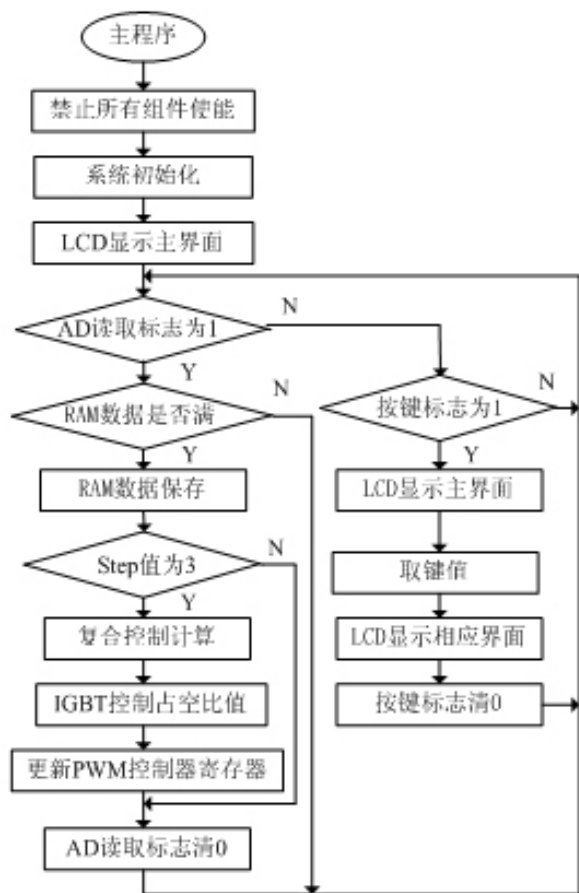 主程序
禁止所有组件使能
系统初始化
LCD显示主界面
AD读取标志为1
N
Y
RAM数据是否满
N
Y
RAM数据保存
Step值为3
N
Y
复合控制计算
IGBT控制占空比值
更新PWM控制器寄存器
AD读取标志清0
按键标志为1
N
Y
LCD显示主界面
取键值
LCD显示相应界面
按键标志清0